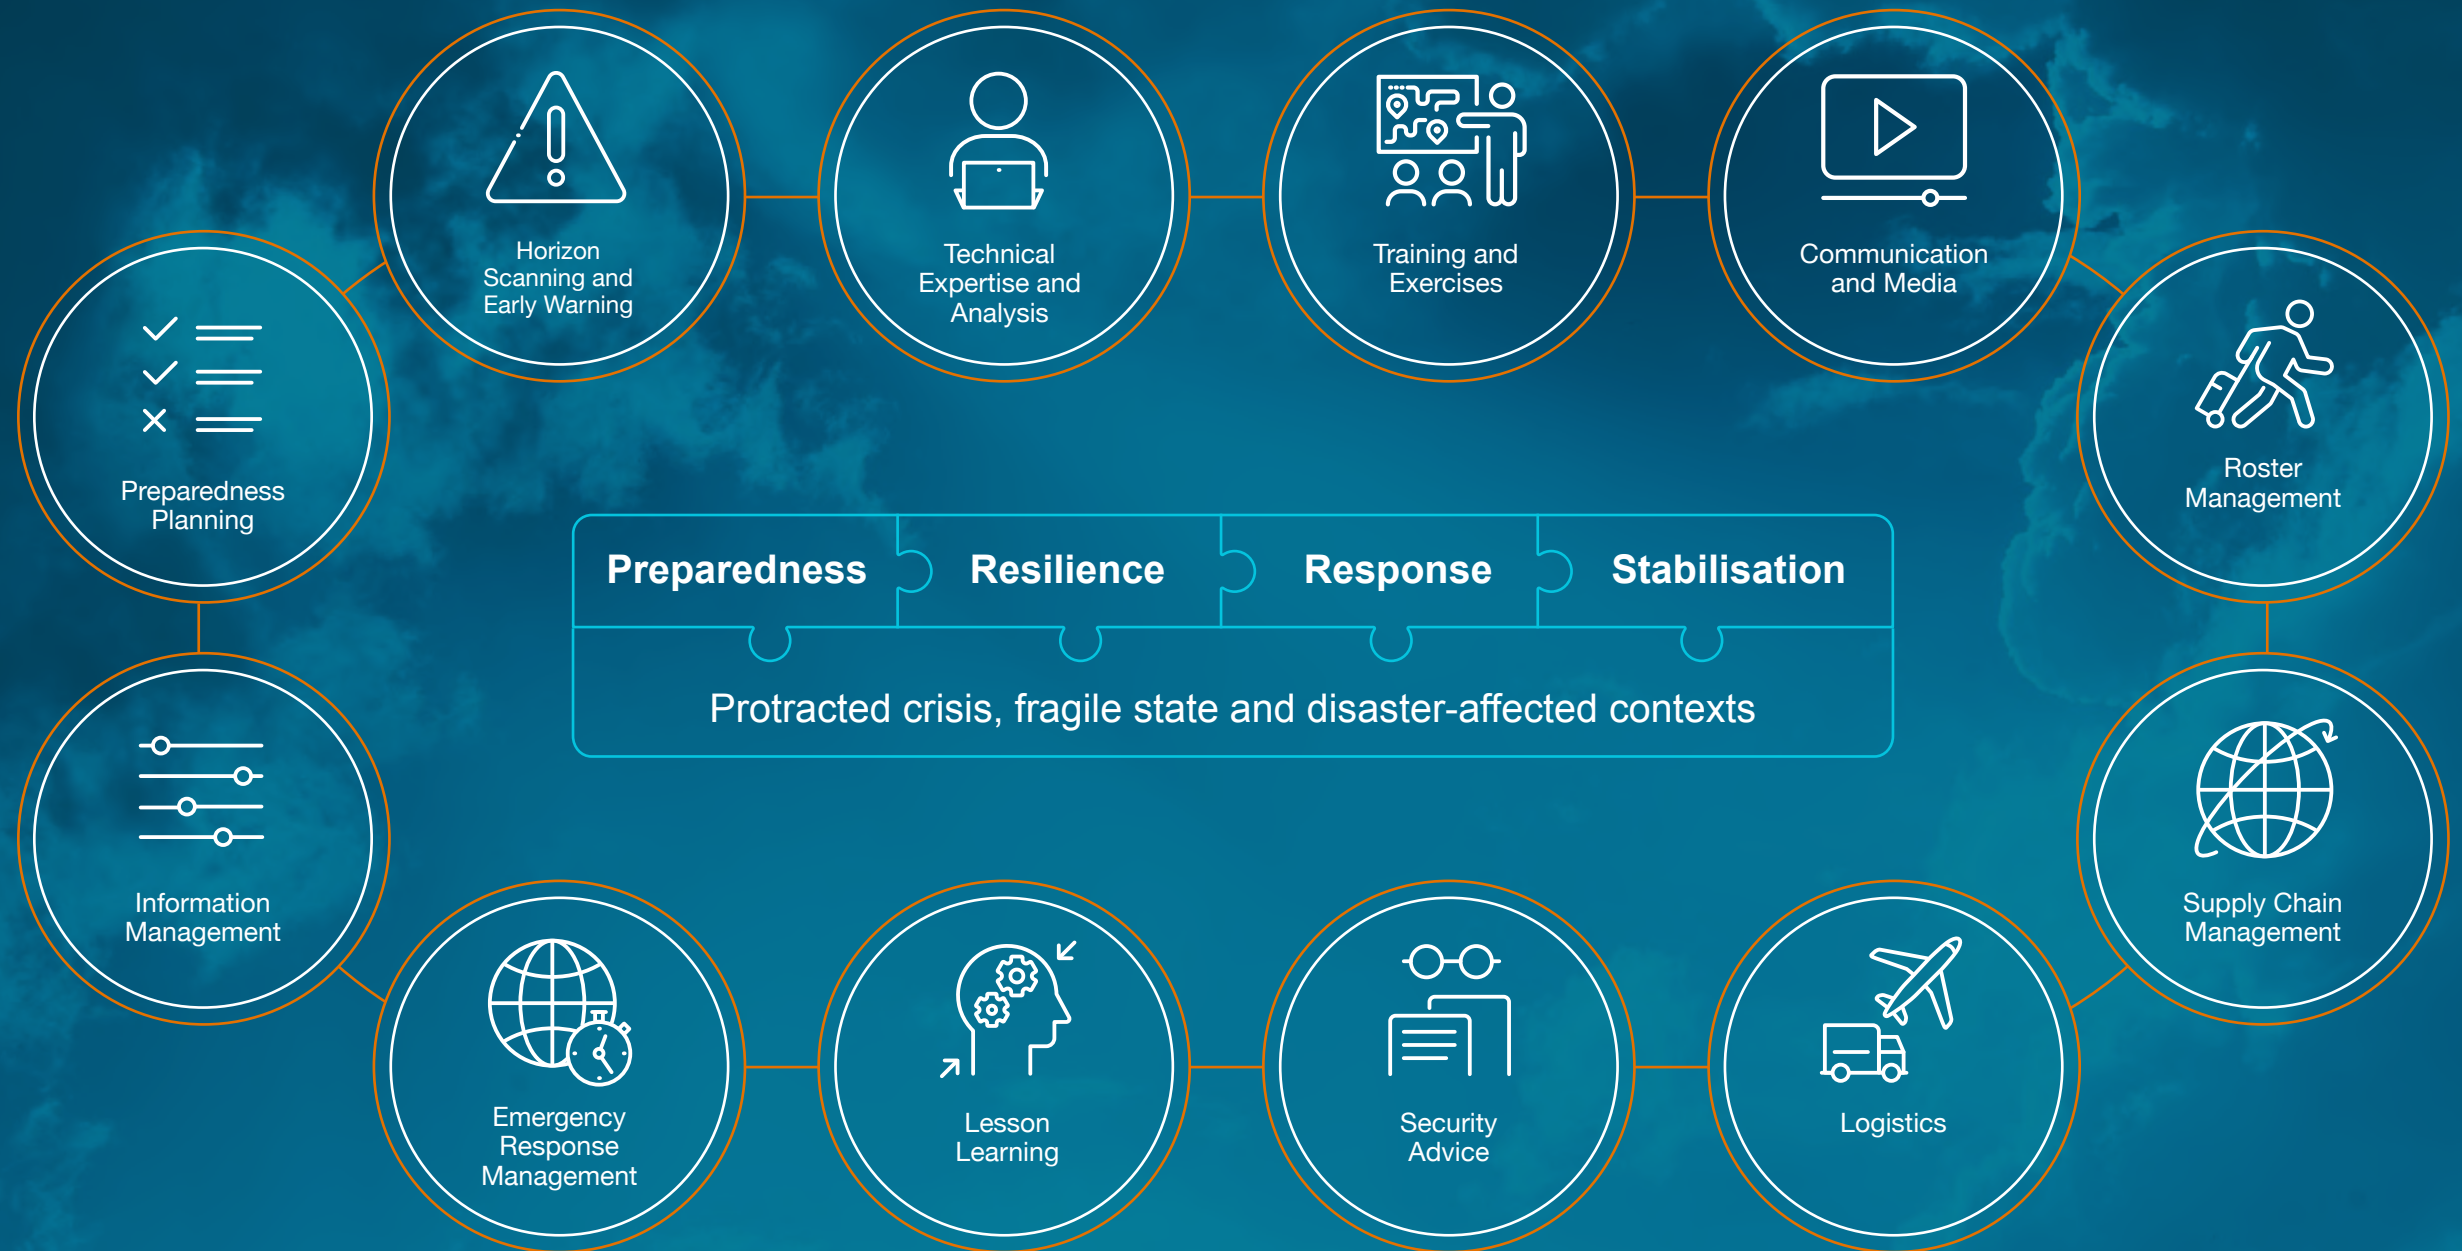 Horizon
Scanning and
Early Warning
Technical
Expertise and
Analysis
Training and
Exercises
Communication
and Media
Preparedness
Planning
Roster
Management
Preparedness
Resilience
Response
Stabilisation
Protracted crisis, fragile state and disaster-affected contexts
Information
Management
Supply Chain
Management
Emergency
Response
Management
Lesson
Learning
Security
Advice
Logistics